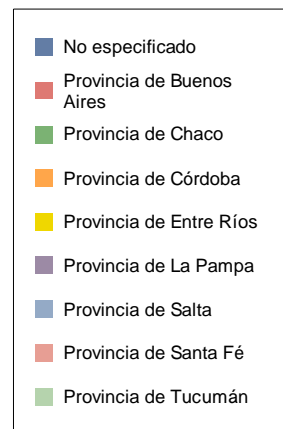 No especificado
Provincia de Buenos
Aires
Provincia de Chaco
Provincia de Córdoba
Provincia de Entre Ríos
Provincia de La Pampa
Provincia de Salta
Provincia de Santa Fé
Provincia de Tucumán